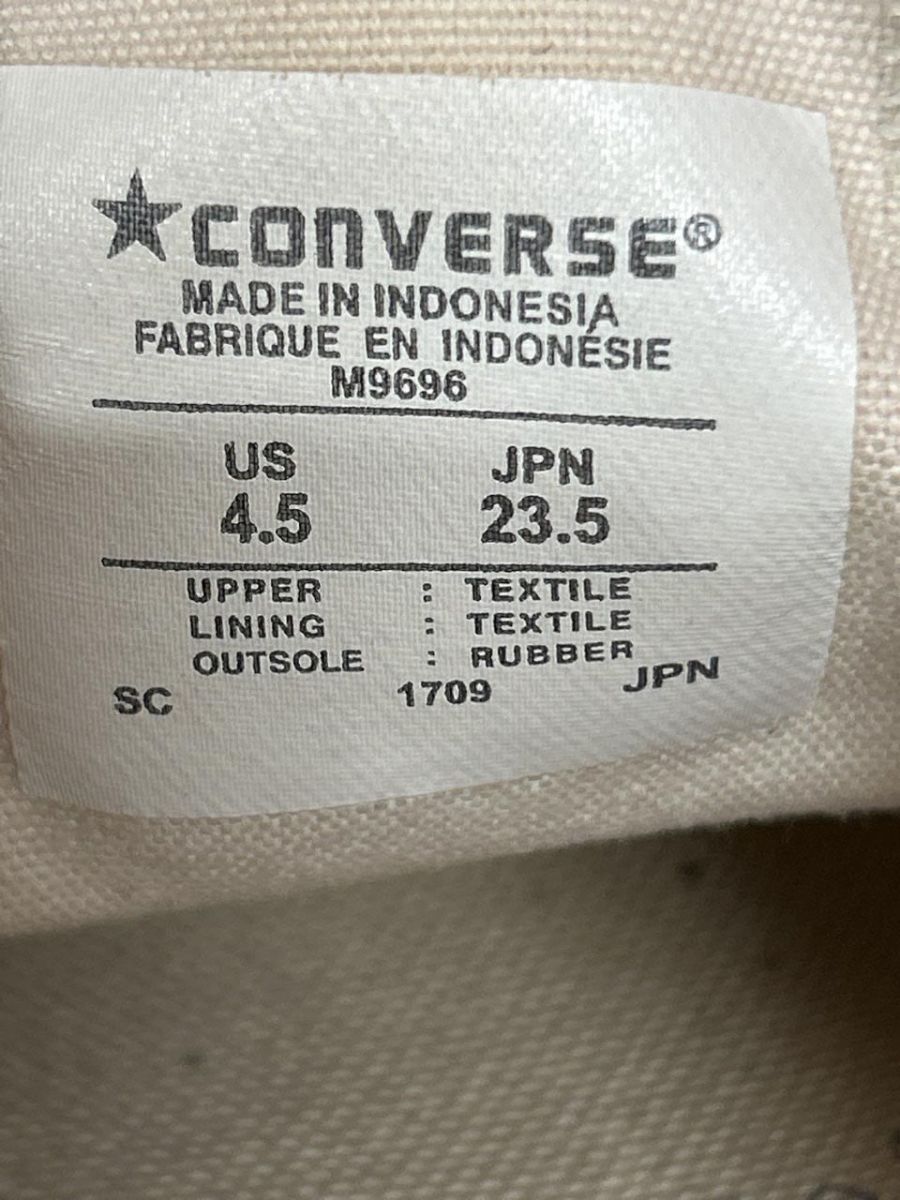 ★CONVERSE®
MADE IN INDONESIA
FABRIQUE EN INDONÉSIE
M9696
US JPN
4.5 23.5
UPPER : TEXTILE
LINING : TEXTILE
OUTSOLE : RUBBER
SC 1709 JPN